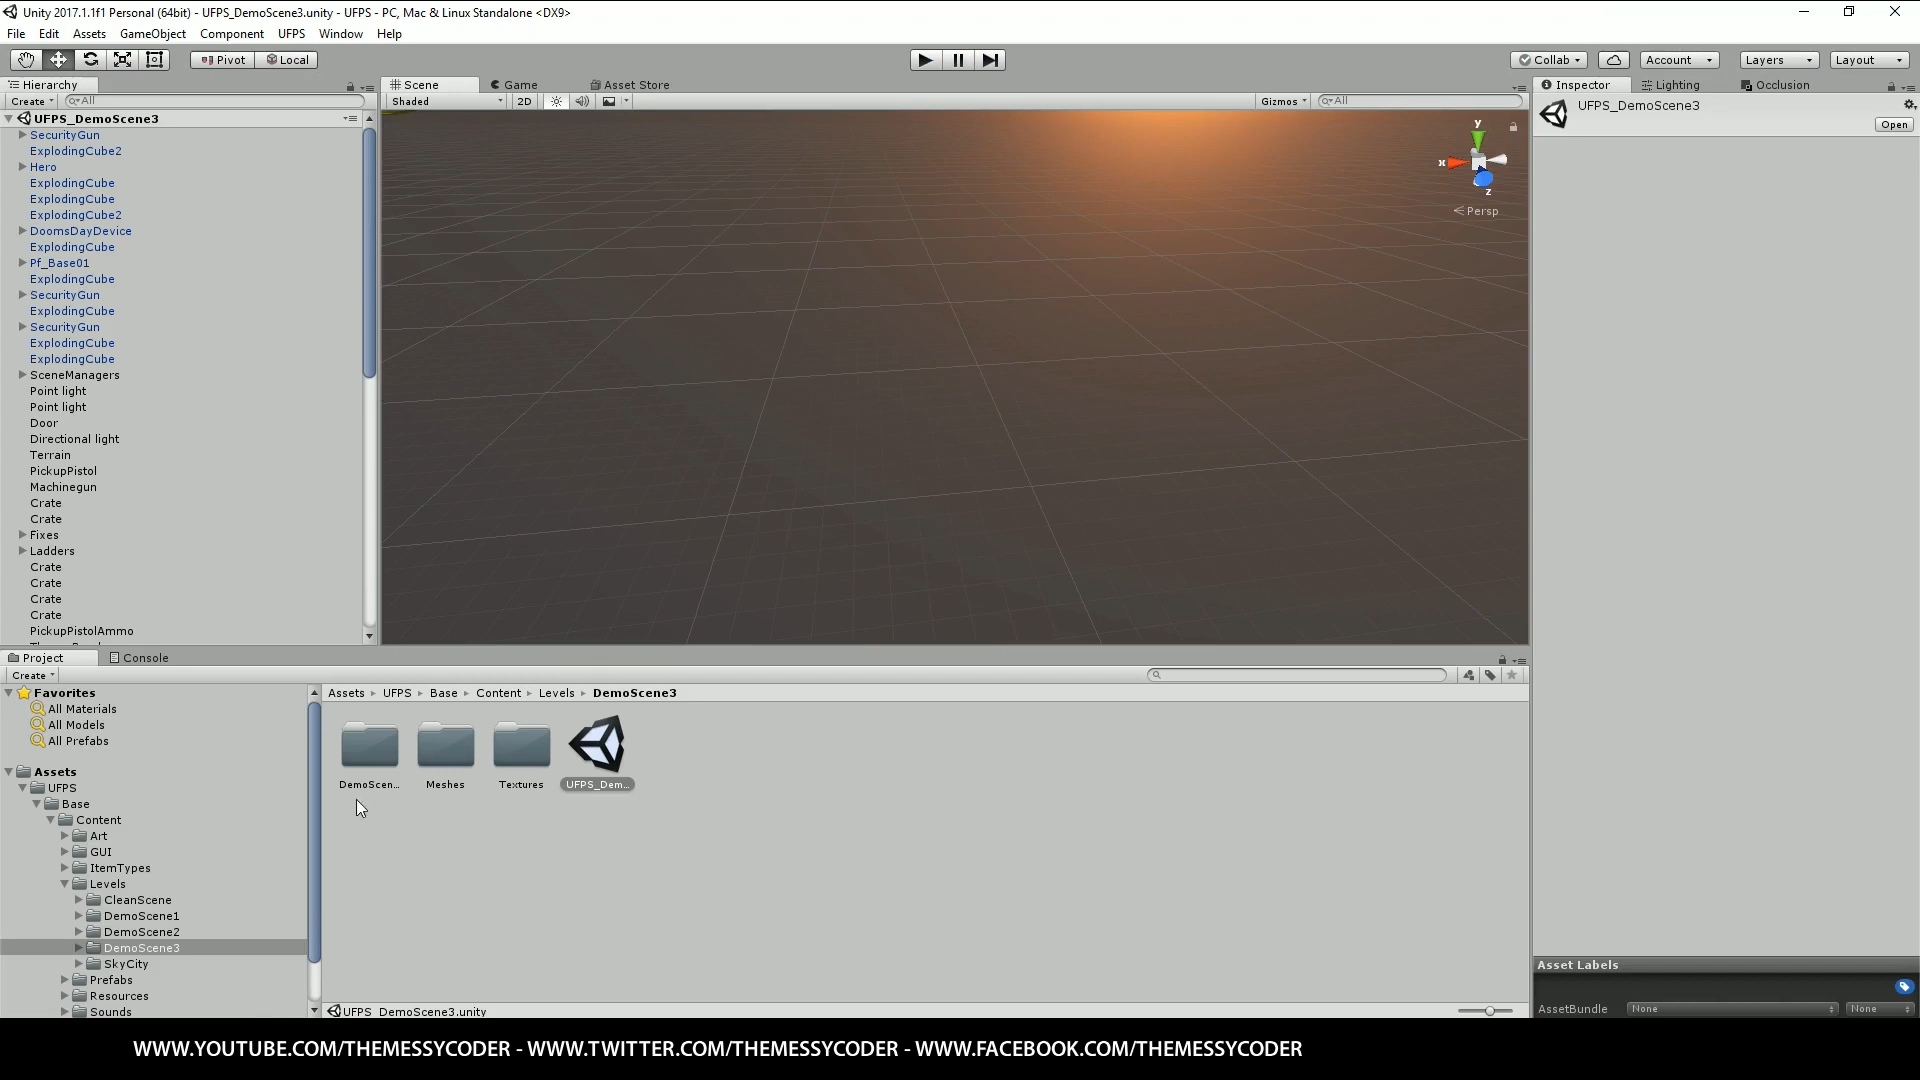 Unity 2017.1.1f1 Personal (64bit) - UFPS_DemoScene3.unity - UFPS - PC, Mac & Linux Standalone <DX9>
File Edit Assets GameObject Component UFPS Window Help
Pivot Local Collab Account Layers Layout
Hierarchy
Create All
UFPS_DemoScene3
SecurityGun
ExplodingCube2
Hero
ExplodingCube
ExplodingCube
ExplodingCube2
DoomsDayDevice
ExplodingCube
Pf_Base01
ExplodingCube
SecurityGun
ExplodingCube
SecurityGun
ExplodingCube
ExplodingCube
SceneManagers
Point light
Point light
Door
Directional light
Terrain
PickupPistol
Machinegun
Crate
Crate
Fixes
Ladders
Crate
Crate
Crate
Crate
PickupPistolAmmo
Scene Game Asset Store
Shaded 2D Gizmos All
y
x
z
Persp
Inspector Lighting Occlusion
UFPS_DemoScene3
Open
Project Console
Create
Favorites
All Materials
All Models
All Prefabs
Assets
UFPS
Base
Content
Art
GUI
ItemTypes
Levels
CleanScene
DemoScene1
DemoScene2
DemoScene3
SkyCity
Prefabs
Resources
Sounds
Assets UFPS Base Content Levels DemoScene3
DemoScen... Meshes Textures UFPS_Dem...
UFPS_DemoScene3.unity
Asset Labels
AssetBundle None None
WWW.YOUTUBE.COM/THEMESSYCODER - WWW.TWITTER.COM/THEMESSYCODER - WWW.FACEBOOK.COM/THEMESSYCODER